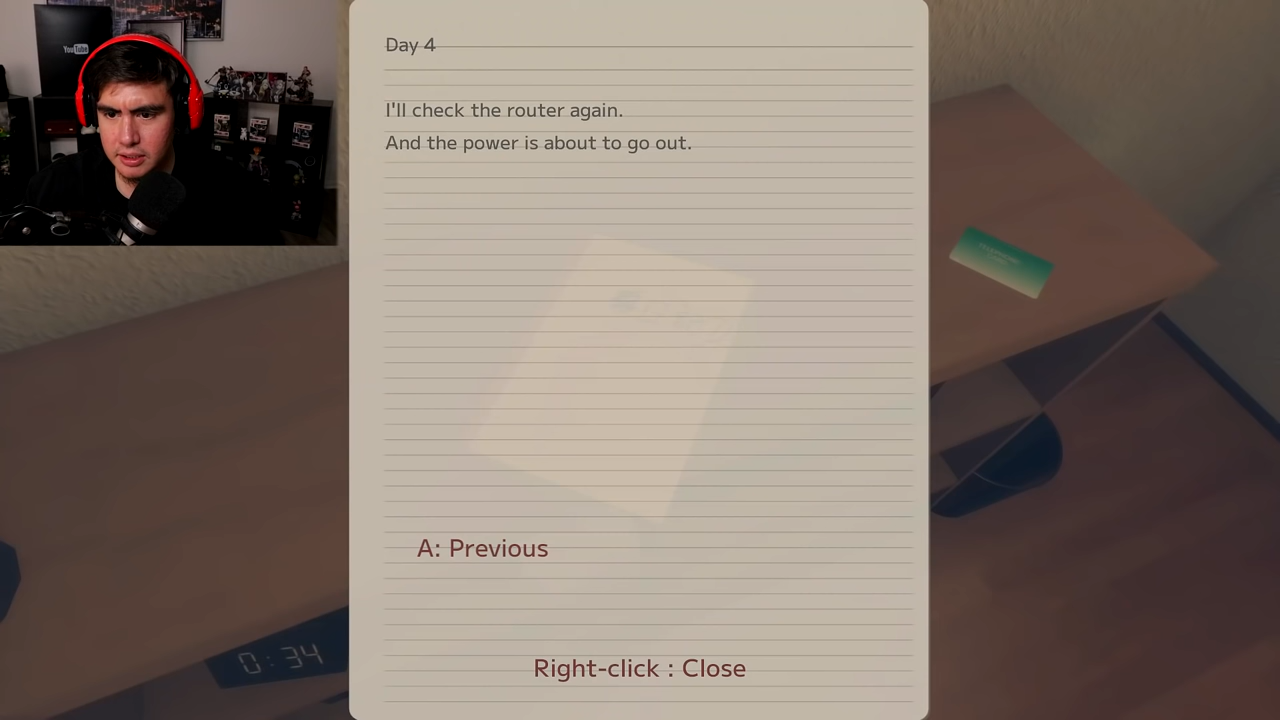 YouTube
Day 4
I'll check the router again.
And the power is about to go out.
A: Previous
0:34
Right-click : Close